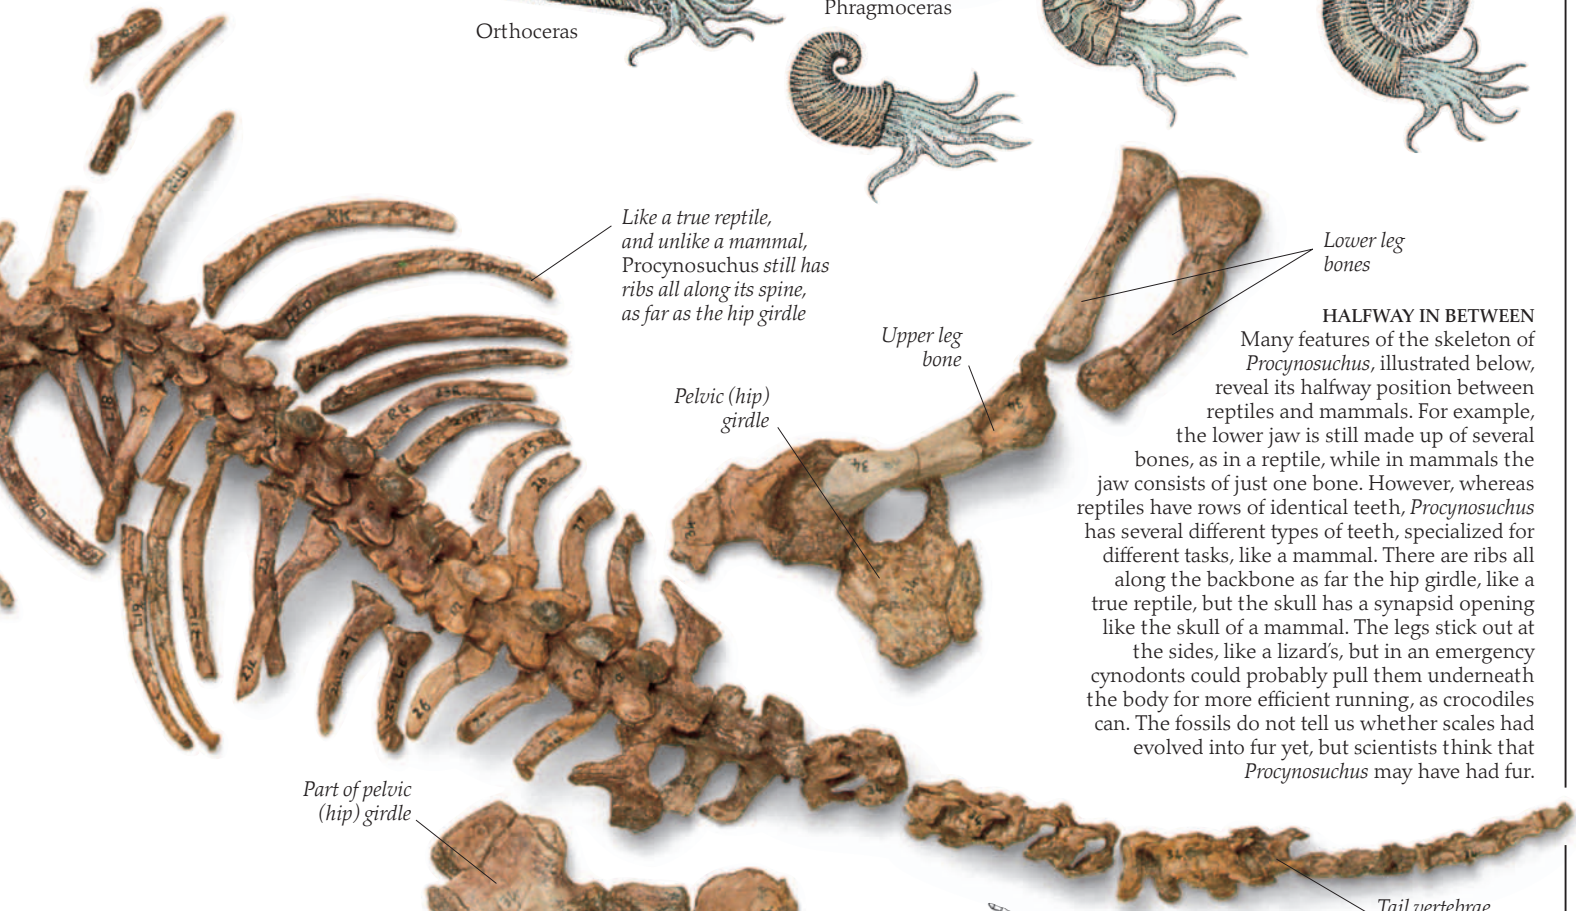 Phragmoceras
Orthoceras
Like a true reptile,
and unlike a mammal,
Procynosuchus still has
ribs all along its spine,
as far as the hip girdle
Lower leg
bones
Upper leg
bone
Pelvic (hip)
girdle
HALFWAY IN BETWEEN
Many features of the skeleton of
Procynosuchus, illustrated below,
reveal its halfway position between
reptiles and mammals. For example,
the lower jaw is still made up of several
bones, as in a reptile, while in mammals the
jaw consists of just one bone. However, whereas
reptiles have rows of identical teeth, Procynosuchus
has several different types of teeth, specialized for
different tasks, like a mammal. There are ribs all
along the backbone as far the hip girdle, like a
true reptile, but the skull has a synapsid opening
like the skull of a mammal. The legs stick out at
the sides, like a lizard's, but in an emergency
cynodonts could probably pull them underneath
the body for more efficient running, as crocodiles
can. The fossils do not tell us whether scales had
evolved into fur yet, but scientists think that
Procynosuchus may have had fur.
Part of pelvic
(hip) girdle
Tail vertebrae